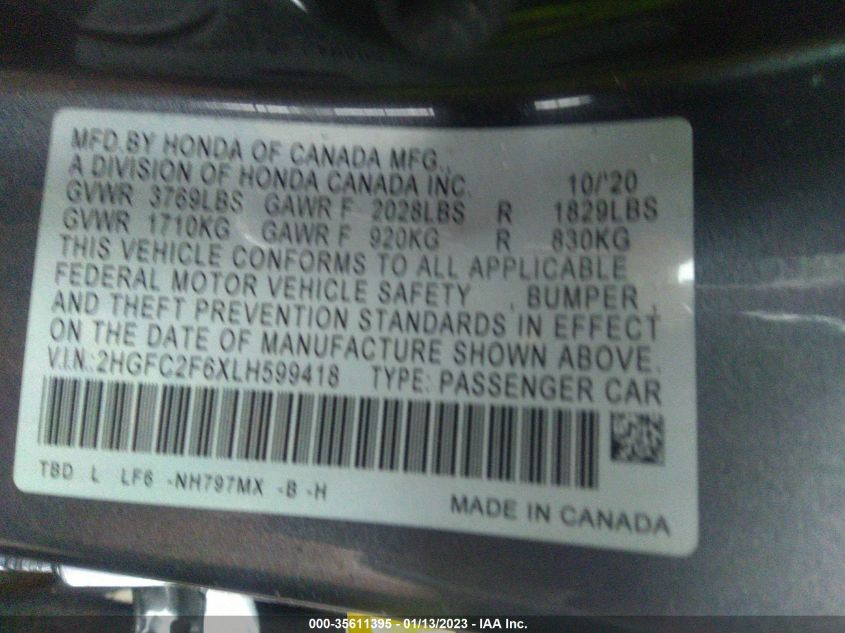 MFD. BY HONDA OF CANADA MFG.,
A DIVISION OF HONDA CANADA INC. 10/'20
GVWR 3769LBS GAWR F 2028LBS R 1829LBS
GVWR 1710KG GAWR F 920KG R 830KG
THIS VEHICLE CONFORMS TO ALL APPLICABLE
FEDERAL MOTOR VEHICLE SAFETY , BUMPER ,
AND THEFT PREVENTION STANDARDS IN EFFECT
ON THE DATE OF MANUFACTURE SHOWN ABOVE.
V.I.N.:2HGFC2F6XLH599418 TYPE: PASSENGER CAR
TBD L LF6 -NH797MX -B -H
MADE IN CANADA
000-35611395 - 01/13/2023 - IAA Inc.